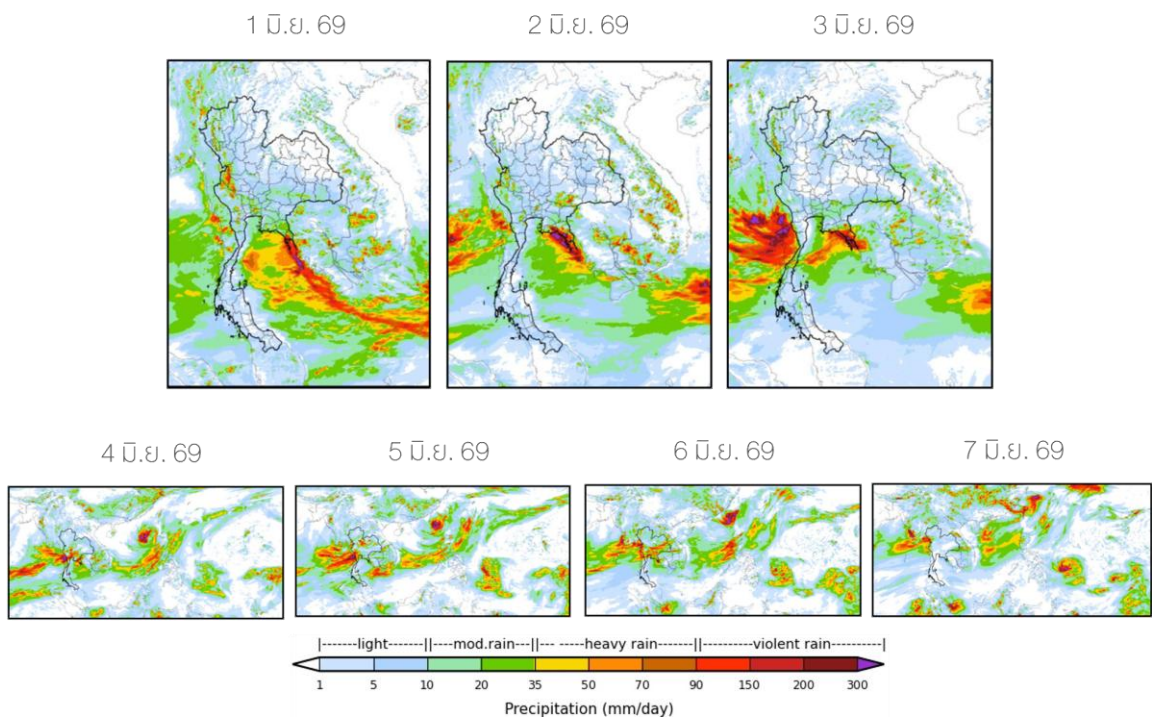 1 มิ.ย. 69 2 มิ.ย. 69 3 มิ.ย. 69
4 มิ.ย. 69 5 มิ.ย. 69 6 มิ.ย. 69 7 มิ.ย. 69
|------light-------||---mod.rain---||--- ----heavy rain-------||-------violent rain----------|
1 5 10 20 35 50 70 90 150 200 300
Precipitation (mm/day)